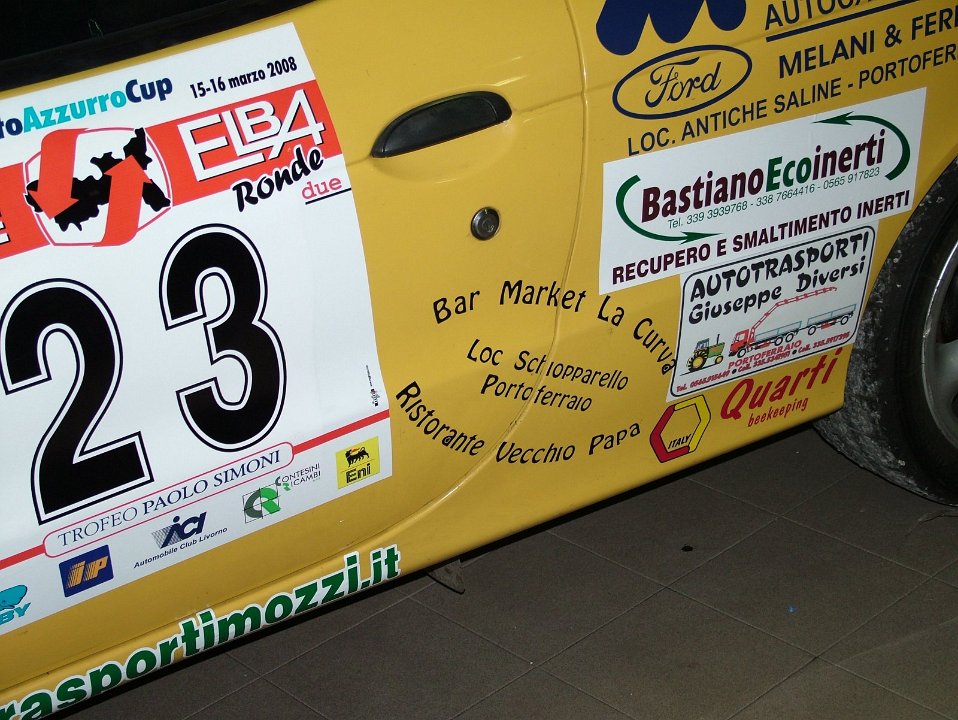 AzzurroCup
15-16 marzo 2008
ELBA
Ronde
due
23
TROFEO PAOLO SIMONI
IP
ACI
Automobile Club Livorno
CONTESINI
RICAMBI
Eni
trasportimozzi.it
Ford
MELANI &
LOC. ANTICHE SALINE -
BastianoEcoinerti
Tel. 339 3939768 - 338 7664416 - 0565 917823
RECUPERO E SMALTIMENTO INERTI
AUTOTRASPORTI
Giuseppe Diversi
PORTOFERRAIO
Bar Market La Curva
Loc Schiopparello
Portoferraio
Ristorante Vecchio Papa
ITALY
Quarti
beekeeping